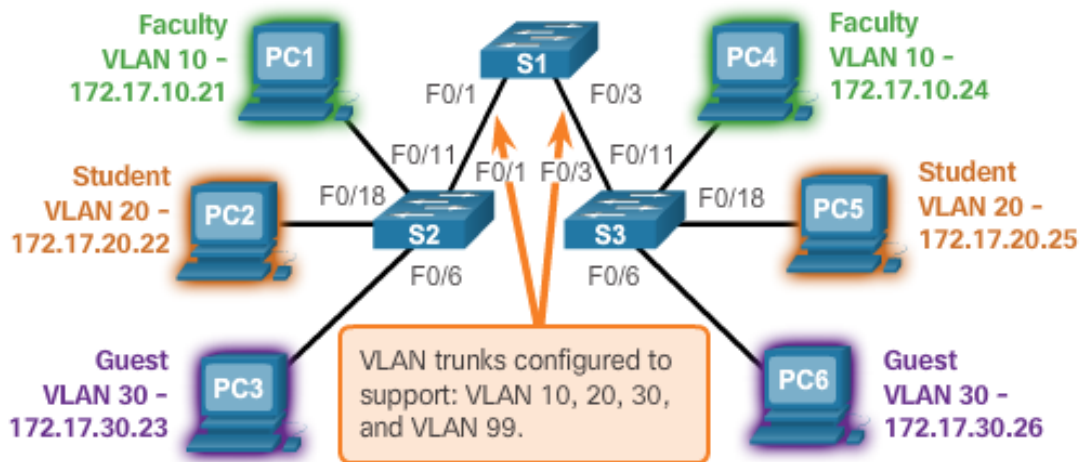 Faculty
VLAN 10 –
172.17.10.21
PC1
S1
PC4
Faculty
VLAN 10 –
172.17.10.24
F0/1
F0/3
F0/11
F0/1
F0/3
F0/11
Student
VLAN 20 –
172.17.20.22
PC2
F0/18
S2
S3
F0/18
PC5
Student
VLAN 20 –
172.17.20.25
F0/6
F0/6
Guest
VLAN 30 –
172.17.30.23
PC3
VLAN trunks configured to
support: VLAN 10, 20, 30,
and VLAN 99.
PC6
Guest
VLAN 30 –
172.17.30.26